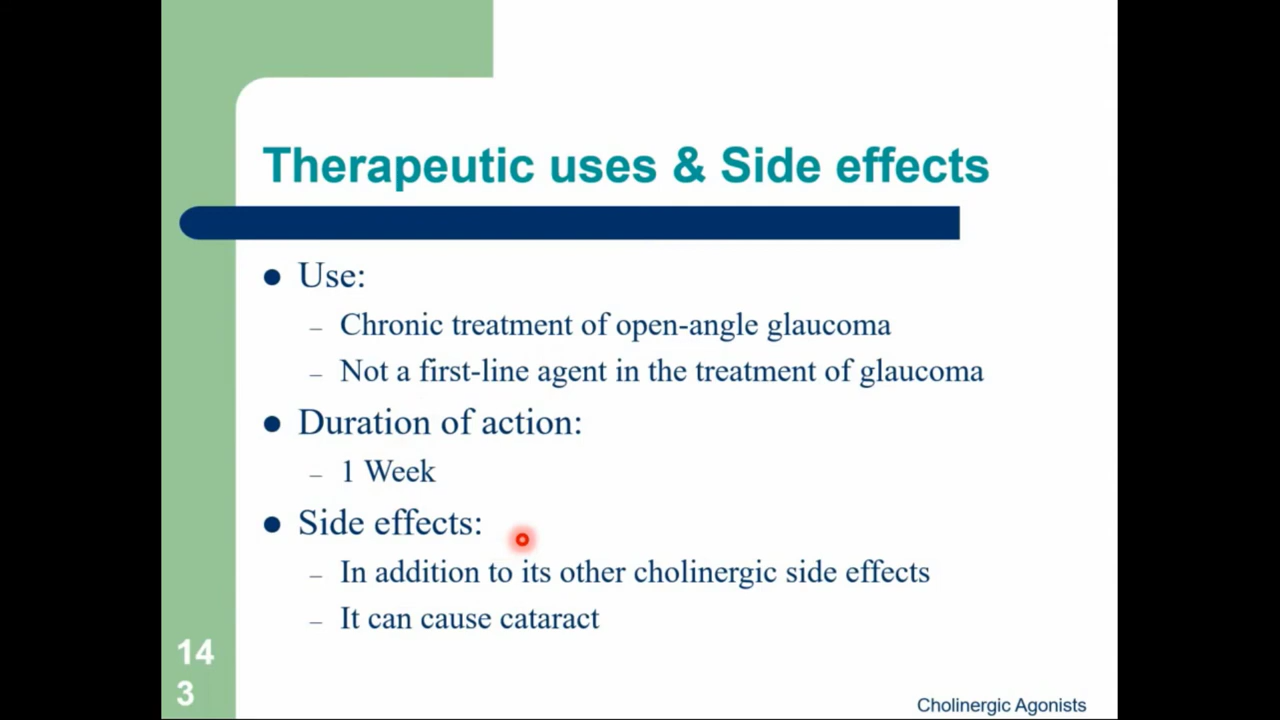 Therapeutic uses & Side effects
● Use:
– Chronic treatment of open-angle glaucoma
– Not a first-line agent in the treatment of glaucoma
● Duration of action:
– 1 Week
● Side effects:
– In addition to its other cholinergic side effects
– It can cause cataract
14
3
Cholinergic Agonists